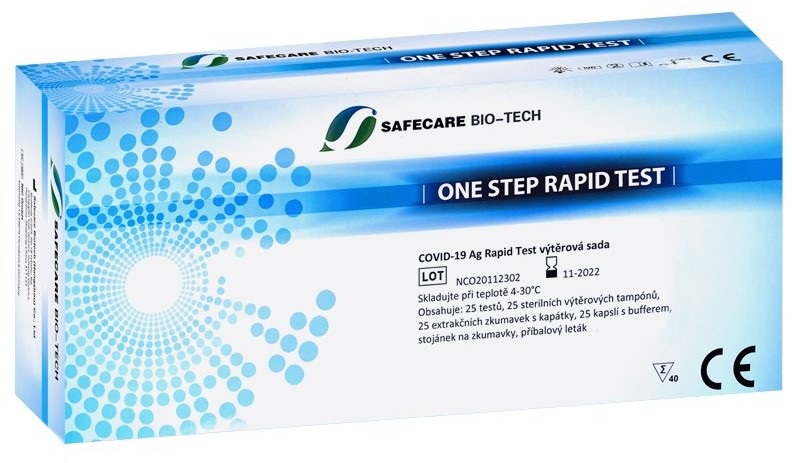 SAFECARE BIO-TECH
ONE STEP RAPID TEST
CE
SAFECARE BIO-TECH
ONE STEP RAPID TEST
COVID-19 Ag Rapid Test výtěrová sada
LOT NCO20112302 11-2022
Skladujte při teplotě 4-30°C
Obsahuje: 25 testů, 25 sterilních výtěrových tampónů,
25 extrakčních zkumavek s kapátky, 25 kapslí s bufferem,
stojánek na zkumavky, příbalový leták
Σ 40
CE
SAFECARE BIO-TECH